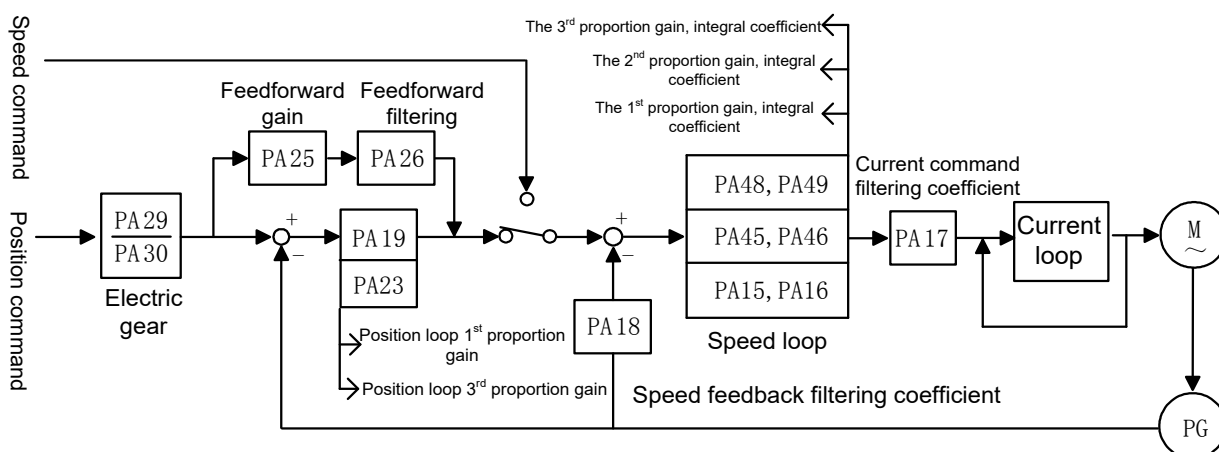 Speed command
The 3rd proportion gain, integral coefficient
The 2nd proportion gain, integral
coefficient
The 1st proportion gain, integral
coefficient
Feedforward
gain
Feedforward
filtering
PA25
PA26
Position command
PA29
PA30
Electric
gear
+
−
PA19
PA23
Position loop 1st proportion
gain
Position loop 3rd proportion gain
+
−
PA18
PA48, PA49
PA45, PA46
PA15, PA16
Speed loop
Current command
filtering coefficient
PA17
Current
loop
M
~
Speed feedback filtering coefficient
PG